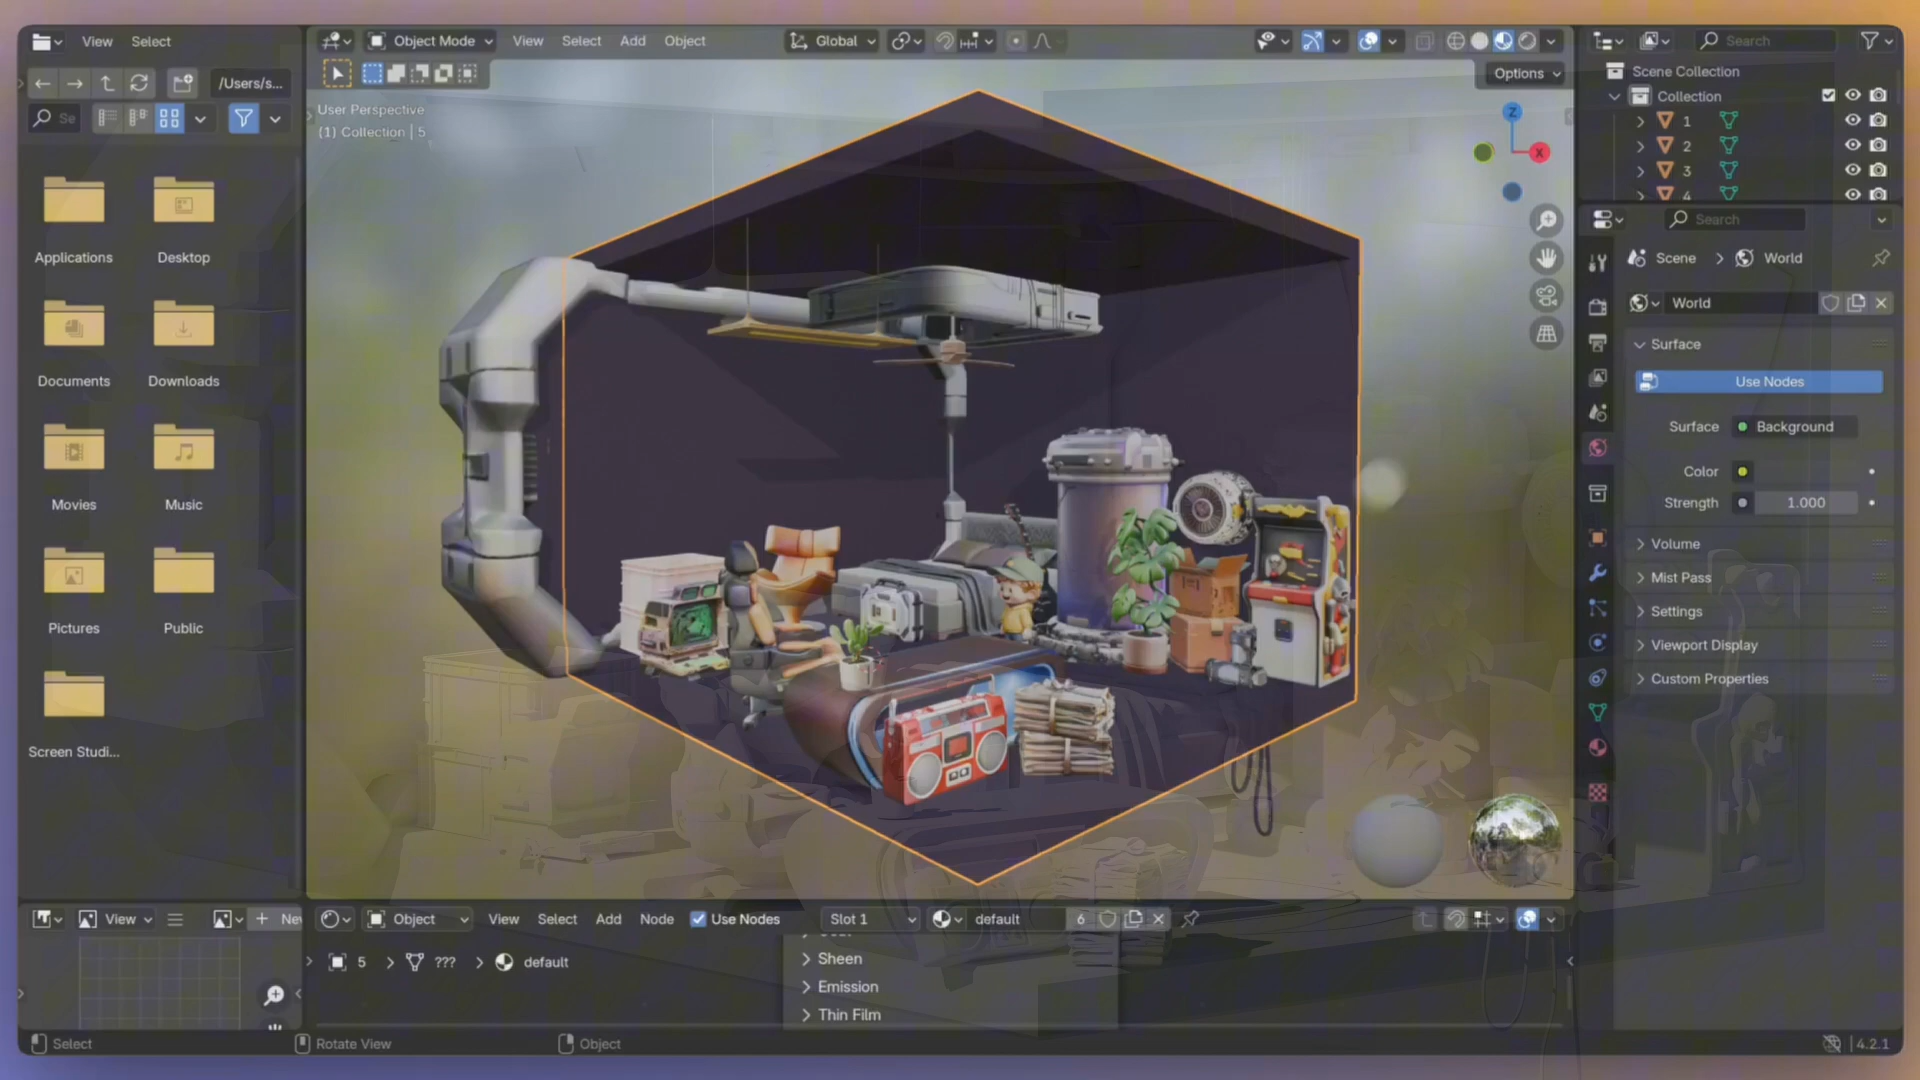 View Select
Object Mode View Select Add Object
Global
Search
/Users/s...
Options
Scene Collection
Collection
User Perspective
(1) Collection | 5
Se
Z
X
1
2
3
4
Search
Applications Desktop
Scene > World
World
Documents Downloads
Surface
Use Nodes
Surface Background
Color
Strength 1.000
Movies Music
Volume
Mist Pass
Settings
Pictures Public
Viewport Display
Custom Properties
Screen Studi...
View
+ Nev
Object View Select Add Node Use Nodes
Slot 1
default
6
5 > ??? > default
Sheen
Emission
Thin Film
Select
Rotate View
Object
4.2.1